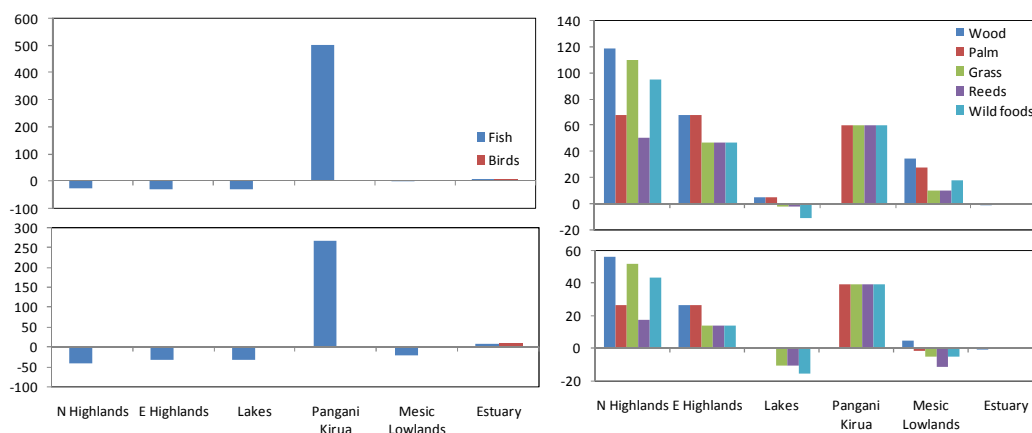 600
500
400
300
200
100
0
-100
Fish
Birds
300
250
200
150
100
50
0
-50
-100
N Highlands
E Highlands
Lakes
Pangani
Kirua
Mesic
Lowlands
Estuary
140
120
100
80
60
40
20
0
-20
Wood
Palm
Grass
Reeds
Wild foods
60
40
20
0
-20
N Highlands
E Highlands
Lakes
Pangani
Kirua
Mesic
Lowlands
Estuary